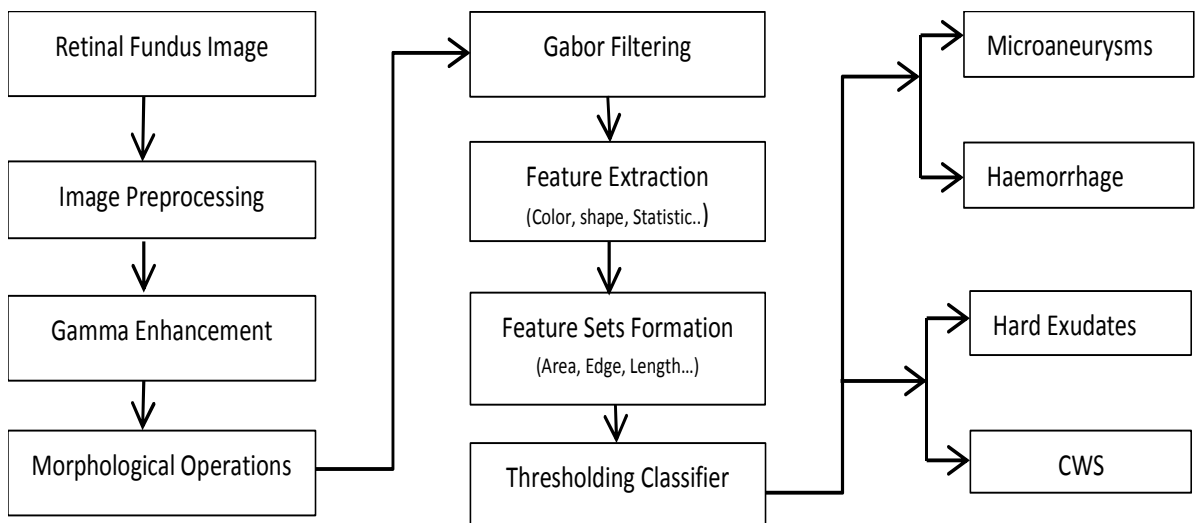 Retinal Fundus Image
Image Preprocessing
Gamma Enhancement
Morphological Operations
Gabor Filtering
Feature Extraction
(Color, shape, Statistic..)
Feature Sets Formation
(Area, Edge, Length...)
Thresholding Classifier
Microaneurysms
Haemorrhage
Hard Exudates
CWS